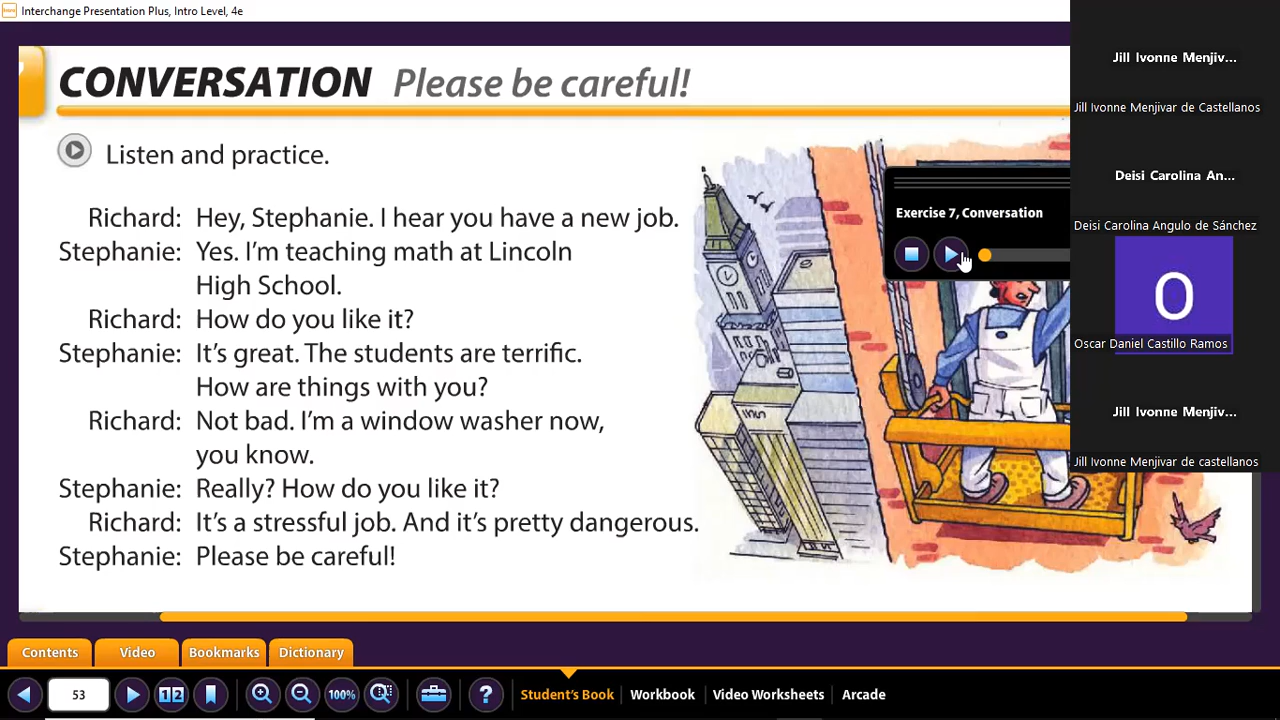 Interchange Presentation Plus, Intro Level, 4e
CONVERSATION Please be careful!
Listen and practice.
Richard: Hey, Stephanie. I hear you have a new job.
Stephanie: Yes. I'm teaching math at Lincoln
High School.
Richard: How do you like it?
Stephanie: It's great. The students are terrific.
How are things with you?
Richard: Not bad. I'm a window washer now,
you know.
Stephanie: Really? How do you like it?
Richard: It's a stressful job. And it's pretty dangerous.
Stephanie: Please be careful!
Exercise 7, Conversation
Jill Ivonne Menjiv...
Jill Ivonne Menjivar de Castellanos
Deisi Carolina An...
Deisi Carolina Angulo de Sánchez
O
Oscar Daniel Castillo Ramos
Jill Ivonne Menjiv...
Jill Ivonne Menjivar de castellanos
Contents Video Bookmarks Dictionary
53 1 2 100% ? Student's Book Workbook Video Worksheets Arcade